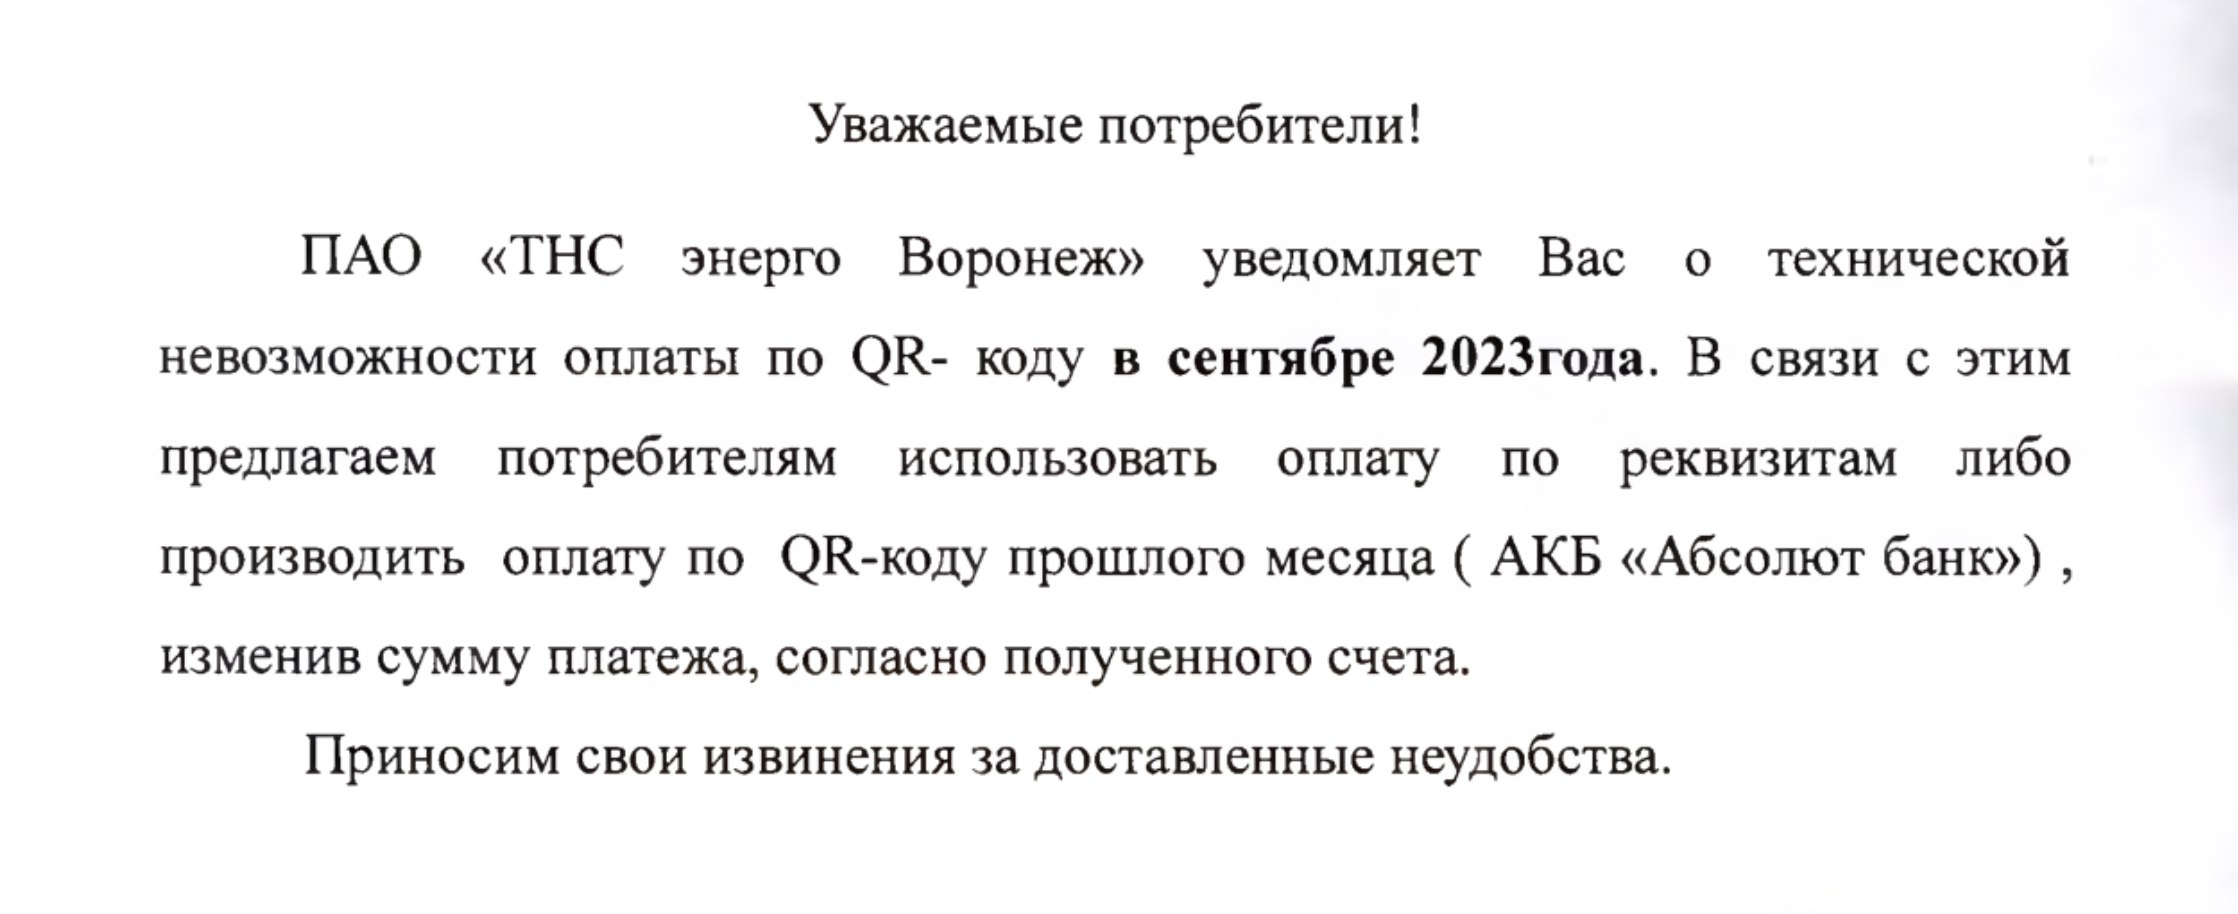 Уважаемые потребители!
ПАО «ТНС энерго Воронеж» уведомляет Вас о технической
невозможности оплаты по QR- коду в сентябре 2023года. В связи с этим
предлагаем потребителям использовать оплату по реквизитам либо
производить оплату по QR-коду прошлого месяца ( АКБ «Абсолют банк») ,
изменив сумму платежа, согласно полученного счета.
Приносим свои извинения за доставленные неудобства.